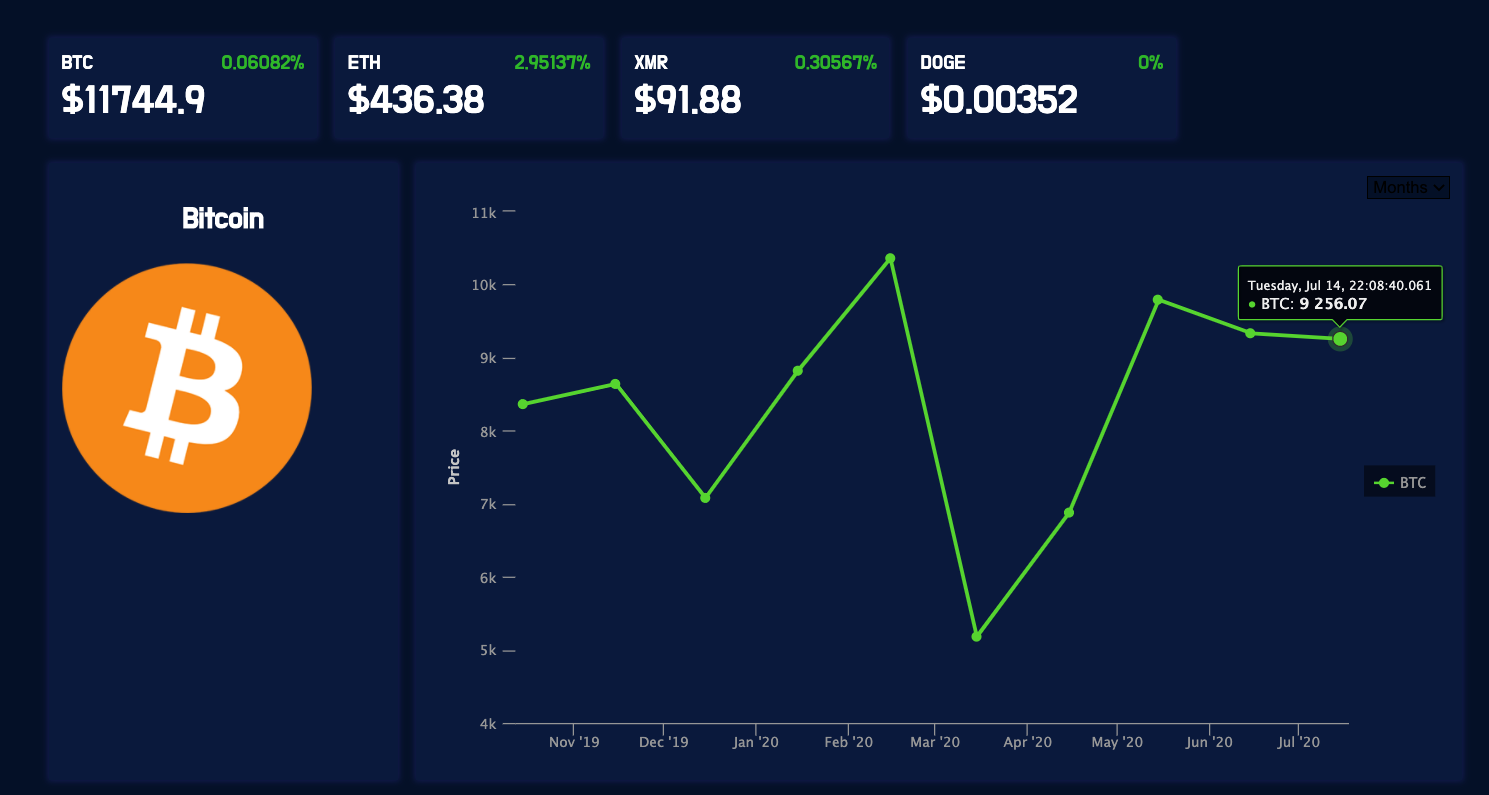 BTC 0.06082%
$11744.9
ETH 2.95137%
$436.38
XMR 0.30567%
$91.88
DOGE 0%
$0.00352
Bitcoin
Months
11k
10k
9k
8k
7k
6k
5k
4k
Price
Tuesday, Jul 14, 22:08:40.061
● BTC: 9 256.07
BTC
Nov '19 Dec '19 Jan '20 Feb '20 Mar '20 Apr '20 May '20 Jun '20 Jul '20